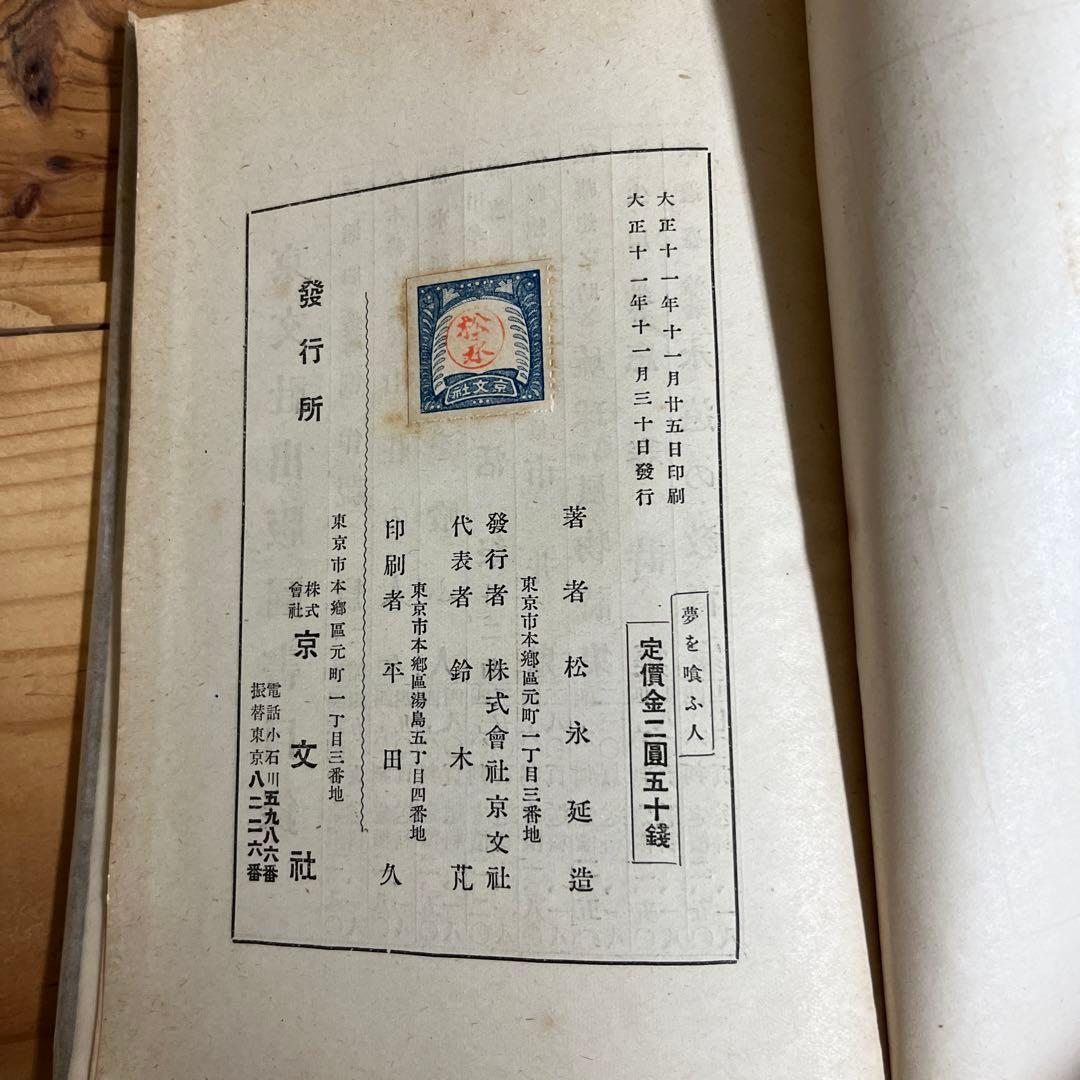 大正十一年十一月廿五日印刷
大正十一年十一月三十日發行
夢を喰ふ人
定價金二圓五十錢
著者 松永延造
東京市本鄕區元町一丁目三番地
發行者 株式會社京文社
代表者 鈴木芃
東京市本鄕區湯島五丁目四番地
印刷者 平田久
松永
京文社
發行所
東京市本鄕區元町一丁目三番地
株式會社 京文社
電話小石川五九八六番
振替東京八二二六番